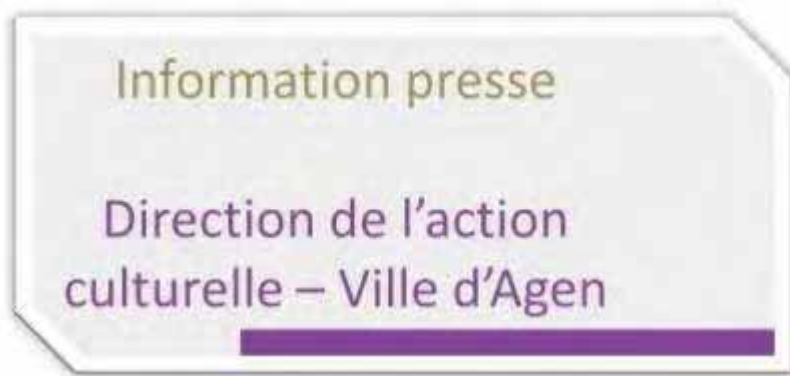 Information presse
Direction de l’action
culturelle – Ville d’Agen